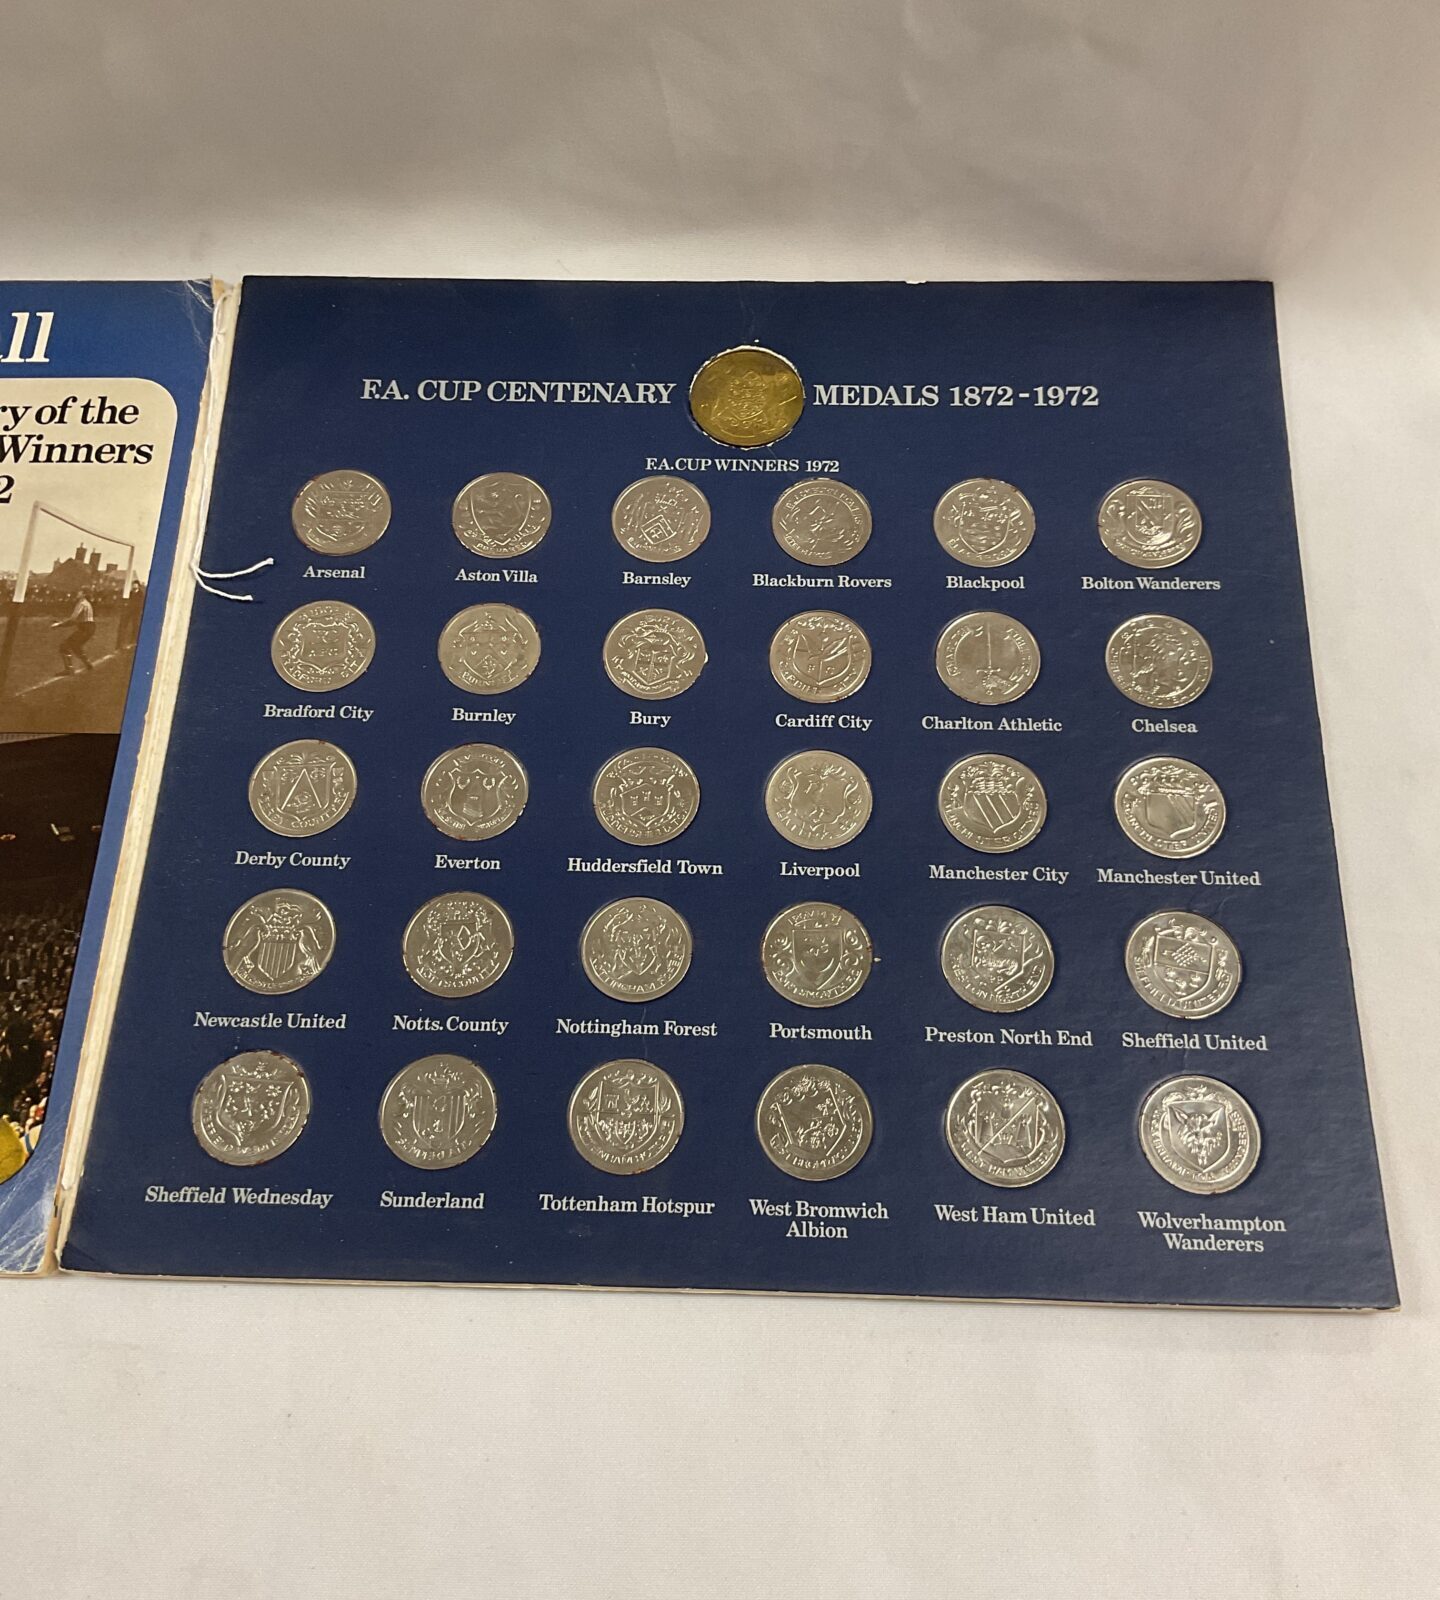 ll
ry of the
Winners
2
F.A. CUP CENTENARY MEDALS 1872-1972
F.A. CUP WINNERS 1972
Arsenal
Aston Villa
Barnsley
Blackburn Rovers
Blackpool
Bolton Wanderers
Bradford City
Burnley
Bury
Cardiff City
Charlton Athletic
Chelsea
Derby County
Everton
Huddersfield Town
Liverpool
Manchester City
Manchester United
Newcastle United
Notts. County
Nottingham Forest
Portsmouth
Preston North End
Sheffield United
Sheffield Wednesday
Sunderland
Tottenham Hotspur
West Bromwich
Albion
West Ham United
Wolverhampton
Wanderers